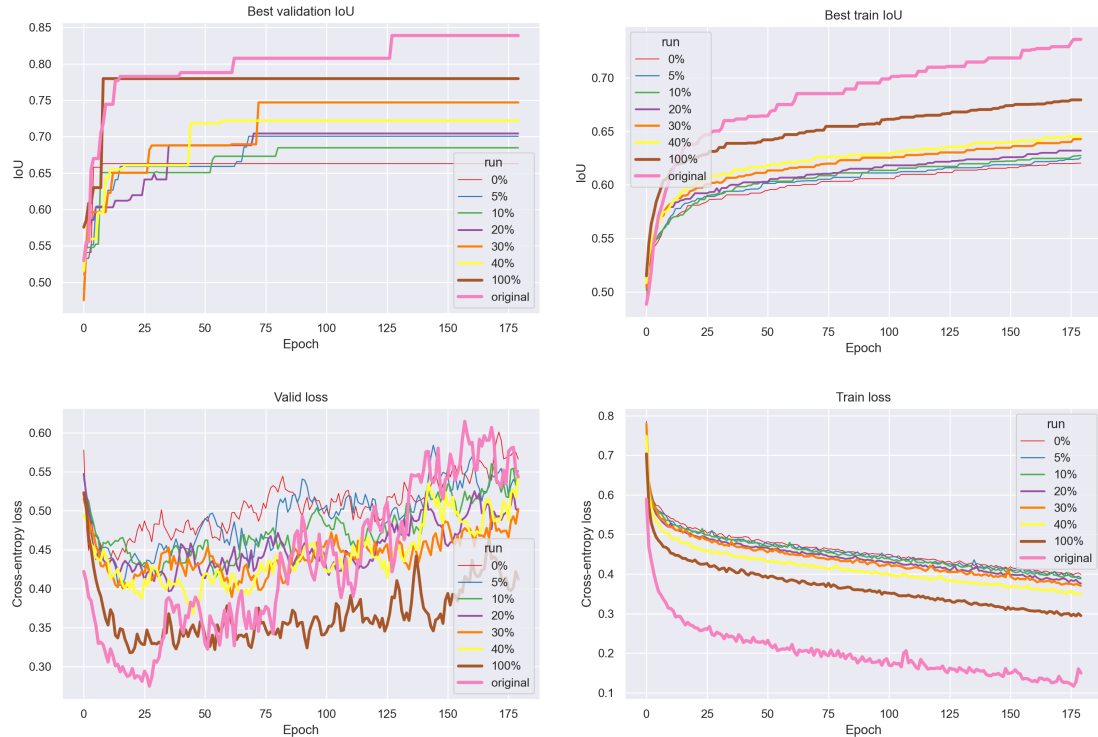 Best validation IoU
IoU
0.85
0.80
0.75
0.70
0.65
0.60
0.55
0.50
0 25 50 75 100 125 150 175
Epoch
run
0%
5%
10%
20%
30%
40%
100%
original
Best train IoU
IoU
0.70
0.65
0.60
0.55
0.50
0 25 50 75 100 125 150 175
Epoch
run
0%
5%
10%
20%
30%
40%
100%
original
Valid loss
Cross-entropy loss
0.60
0.55
0.50
0.45
0.40
0.35
0.30
0 25 50 75 100 125 150 175
Epoch
run
0%
5%
10%
20%
30%
40%
100%
original
Train loss
Cross-entropy loss
0.8
0.7
0.6
0.5
0.4
0.3
0.2
0.1
0 25 50 75 100 125 150 175
Epoch
run
0%
5%
10%
20%
30%
40%
100%
original